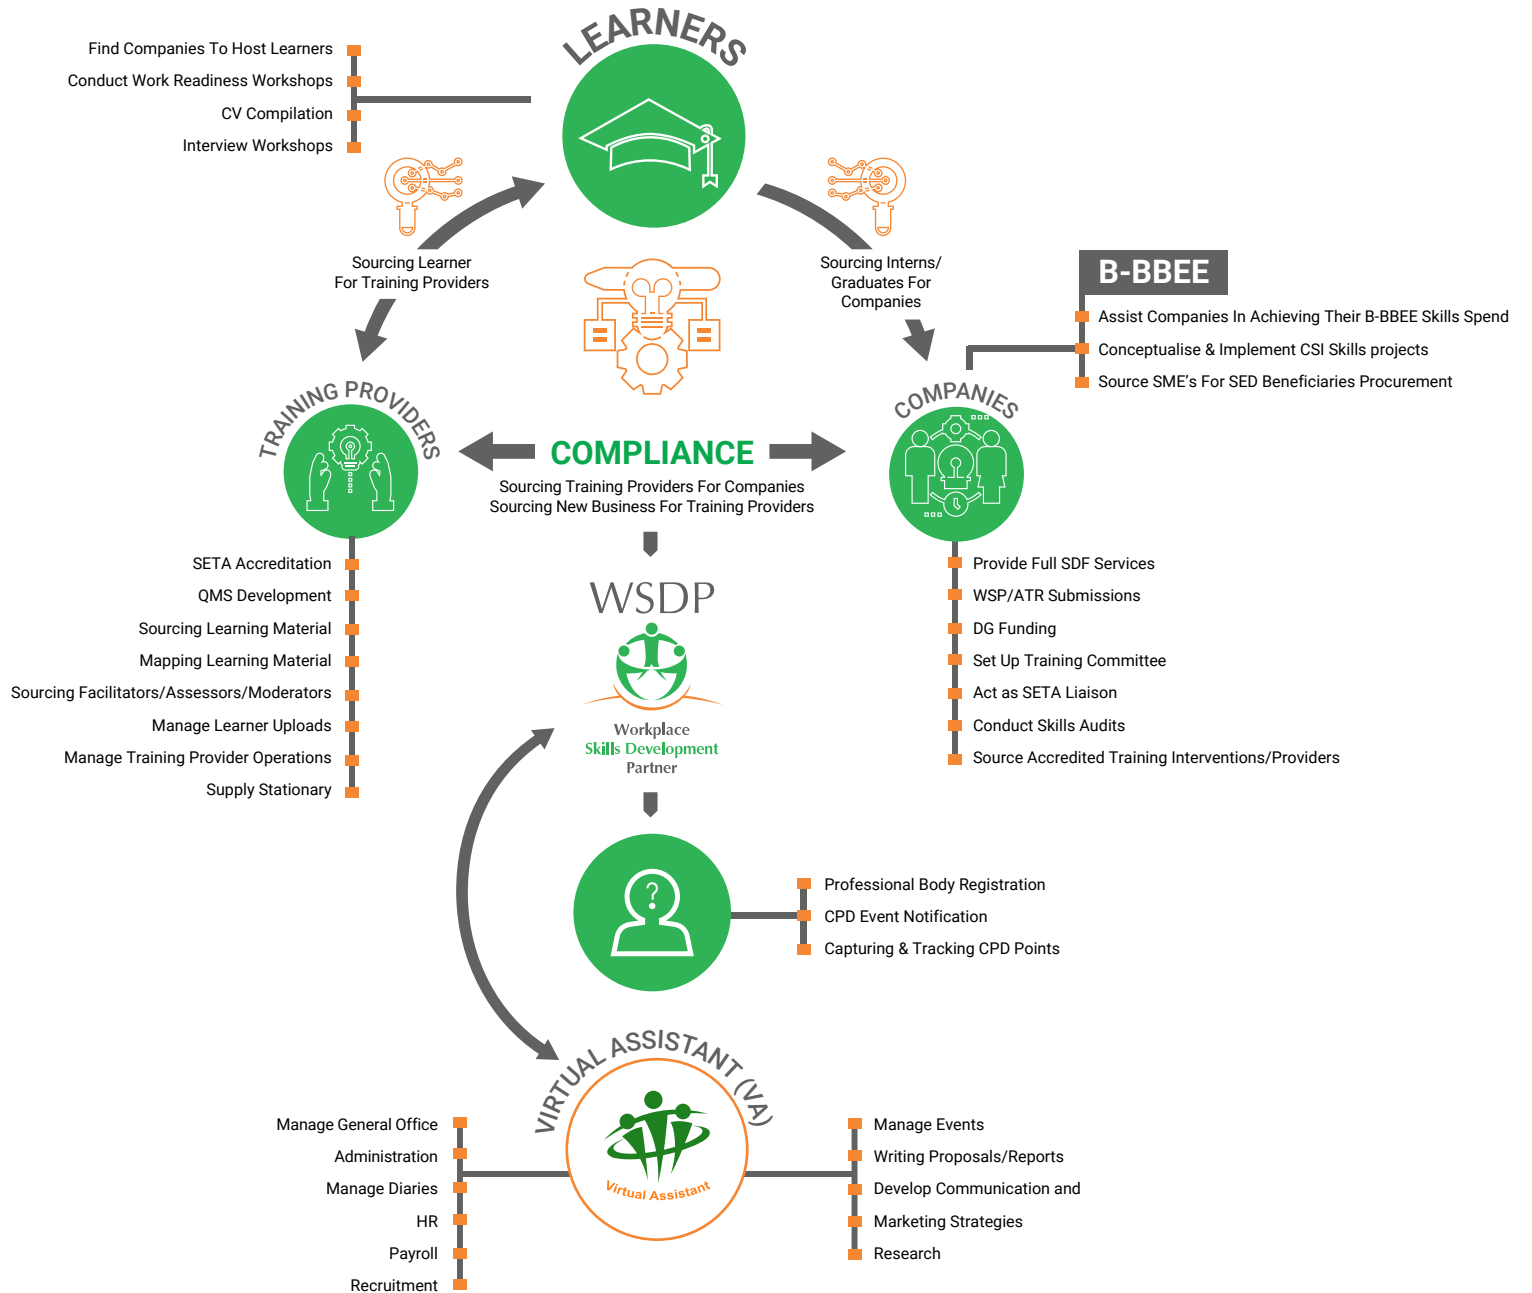 LEARNERS
Find Companies To Host Learners
Conduct Work Readiness Workshops
CV Compilation
Interview Workshops
Sourcing Learner
For Training Providers
Sourcing Interns/
Graduates For
Companies
B-BBEE
Assist Companies In Achieving Their B-BBEE Skills Spend
Conceptualise & Implement CSI Skills projects
Source SME's For SED Beneficiaries Procurement
TRAINING PROVIDERS
COMPANIES
COMPLIANCE
Sourcing Training Providers For Companies
Sourcing New Business For Training Providers
SETA Accreditation
QMS Development
Sourcing Learning Material
Mapping Learning Material
Sourcing Facilitators/Assessors/Moderators
Manage Learner Uploads
Manage Training Provider Operations
Supply Stationary
WSDP
Workplace
Skills Development
Partner
Provide Full SDF Services
WSP/ATR Submissions
DG Funding
Set Up Training Committee
Act as SETA Liaison
Conduct Skills Audits
Source Accredited Training Interventions/Providers
?
Professional Body Registration
CPD Event Notification
Capturing & Tracking CPD Points
VIRTUAL ASSISTANT (VA)
Virtual Assistant
Manage General Office
Administration
Manage Diaries
HR
Payroll
Recruitment
Manage Events
Writing Proposals/Reports
Develop Communication and
Marketing Strategies
Research